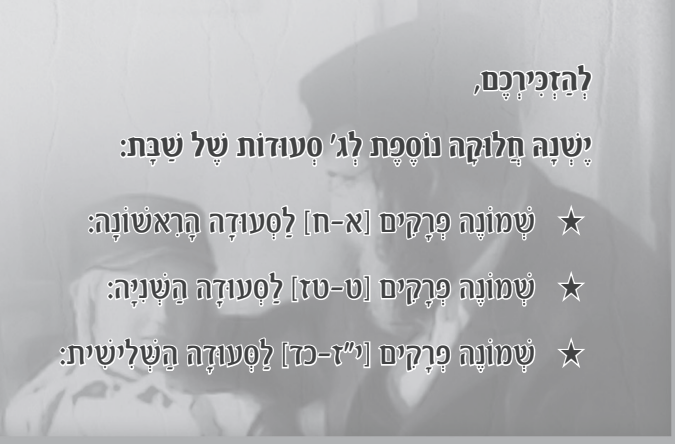 לְהַזְכִּירְכֶם,
יֶשְׁנָהּ חֲלוּקָה נוֹסֶפֶת לְג' סְעוּדוֹת שֶׁל שַׁבָּת:
★ שְׁמוֹנֶה פְּרָקִים [א-ח] לַסְּעוּדָה הָרִאשׁוֹנָה:
★ שְׁמוֹנֶה פְּרָקִים [ט-טז] לַסְּעוּדָה הַשְּׁנִיָּה:
★ שְׁמוֹנֶה פְּרָקִים [י"ז-כד] לַסְּעוּדָה הַשְּׁלִישִׁית: